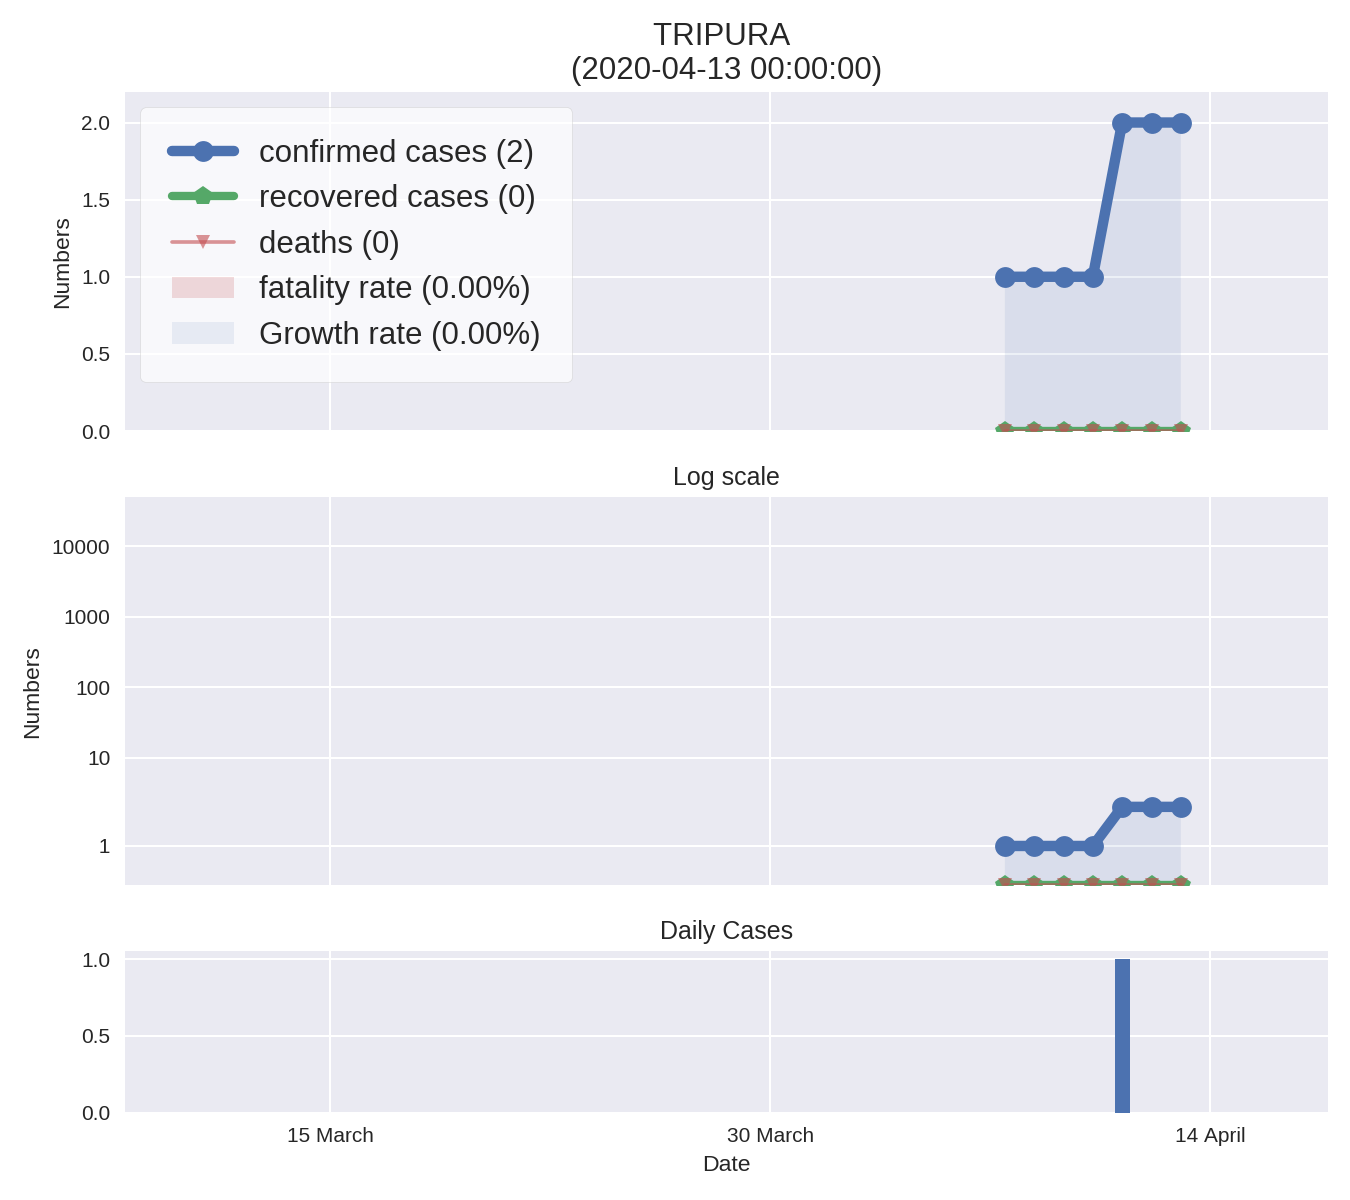 TRIPURA
(2020-04-13 00:00:00)
2.0
1.5
1.0
0.5
0.0
Numbers
confirmed cases (2)
recovered cases (0)
deaths (0)
fatality rate (0.00%)
Growth rate (0.00%)
Log scale
10000
1000
100
10
1
Numbers
Daily Cases
1.0
0.5
0.0
15 March
30 March
14 April
Date